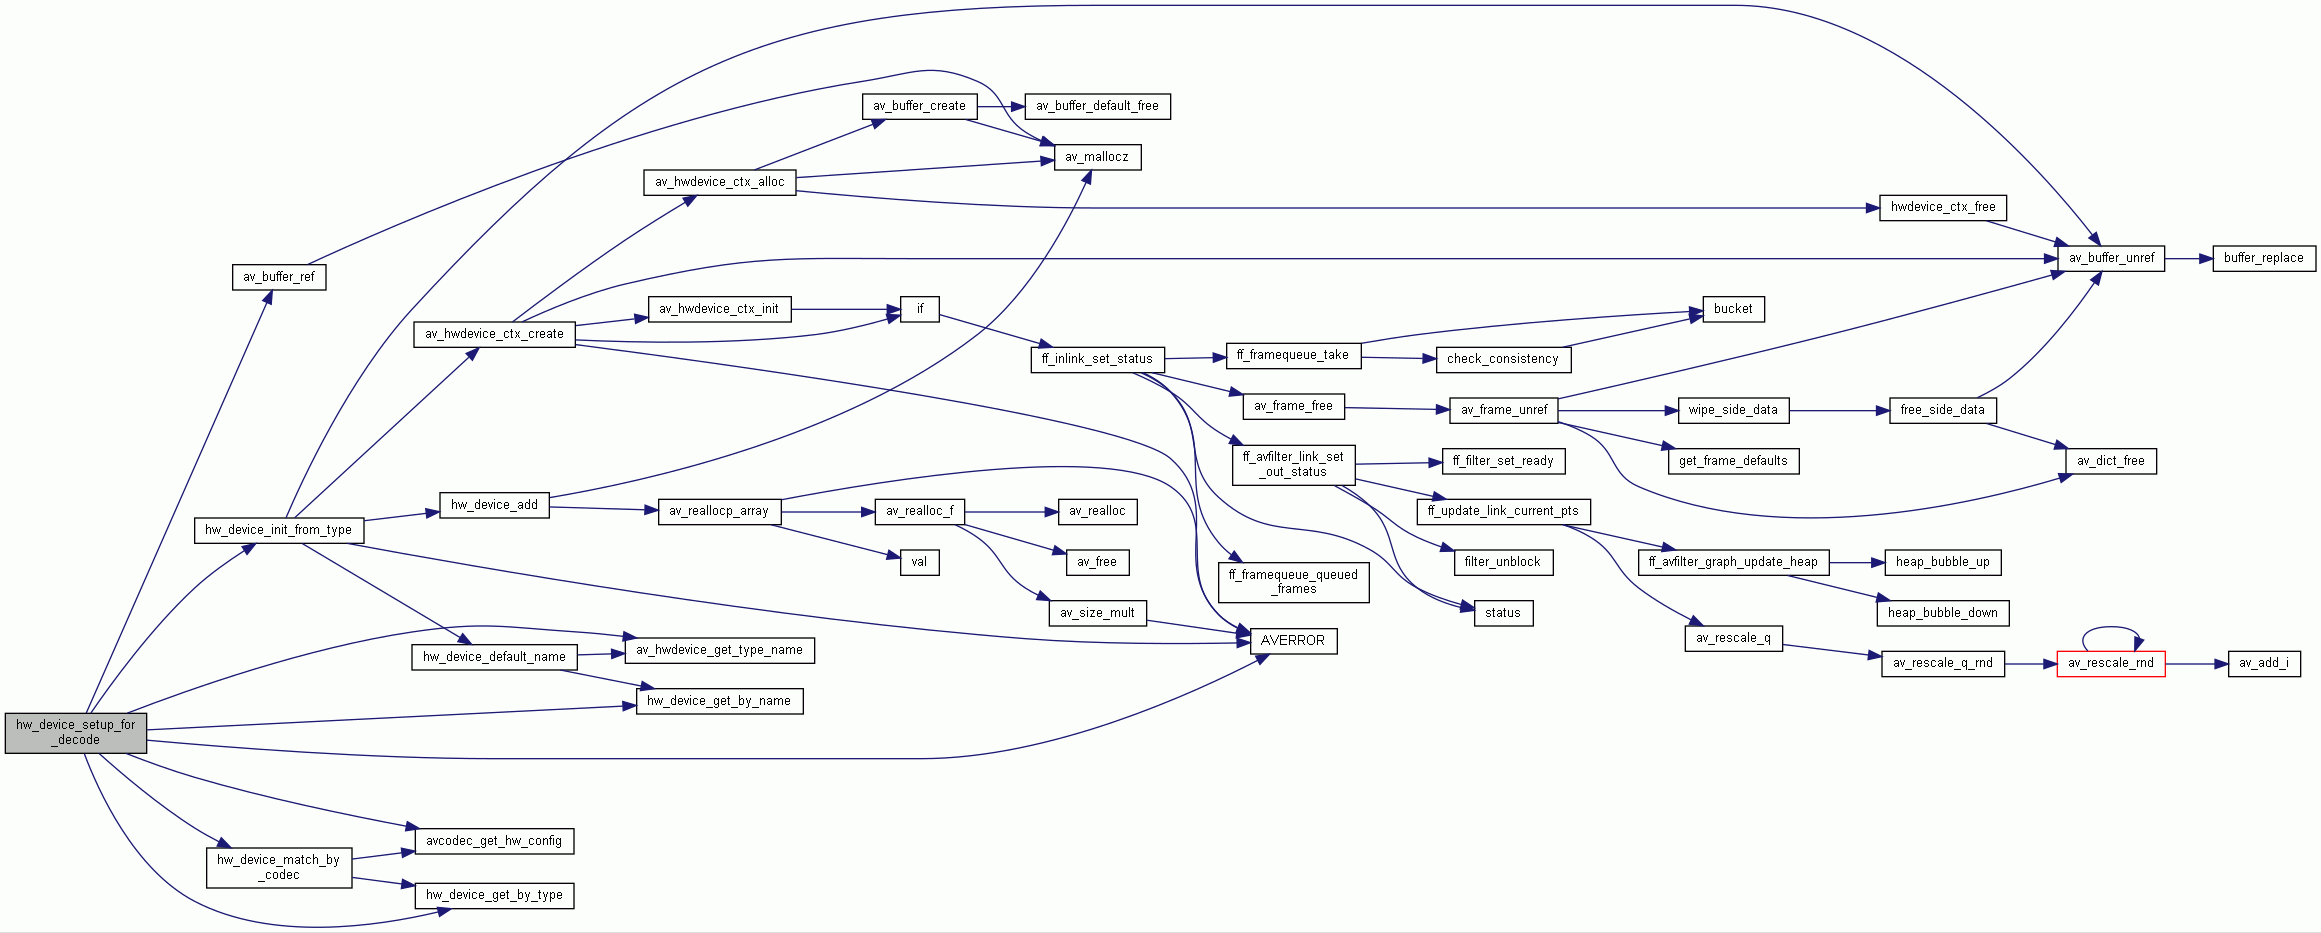 av_buffer_create
av_buffer_default_free
av_mallocz
av_hwdevice_ctx_alloc
hwdevice_ctx_free
av_buffer_ref
av_buffer_unref
buffer_replace
av_hwdevice_ctx_init
if
bucket
av_hwdevice_ctx_create
ff_inlink_set_status
ff_framequeue_take
check_consistency
av_frame_free
av_frame_unref
wipe_side_data
free_side_data
ff_avfilter_link_set
_out_status
ff_filter_set_ready
get_frame_defaults
av_dict_free
hw_device_add
av_reallocp_array
av_realloc_f
av_realloc
ff_update_link_current_pts
hw_device_init_from_type
val
av_free
filter_unblock
ff_avfilter_graph_update_heap
heap_bubble_up
ff_framequeue_queued
_frames
av_size_mult
status
heap_bubble_down
AVERROR
av_rescale_q
hw_device_default_name
av_hwdevice_get_type_name
av_rescale_q_rnd
av_rescale_rnd
av_add_i
hw_device_get_by_name
hw_device_setup_for
_decode
avcodec_get_hw_config
hw_device_match_by
_codec
hw_device_get_by_type